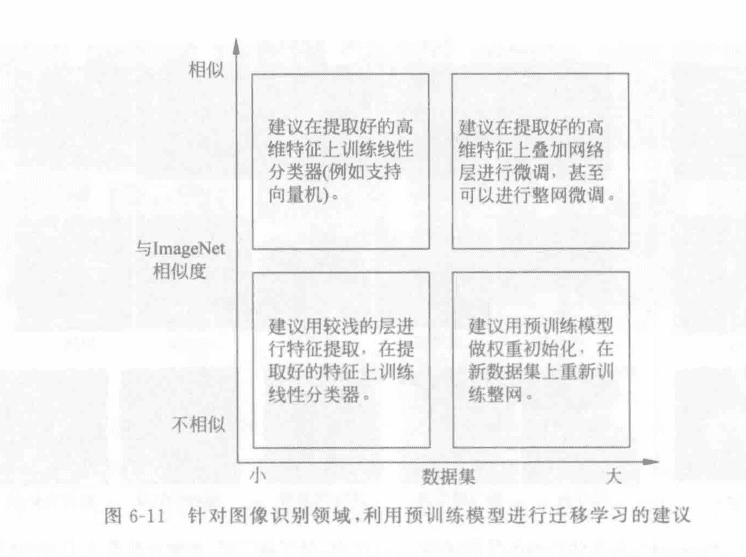 相似
建议在提取好的高
维特征上训练线性
分类器(例如支持
向量机)。
建议在提取好的高
维特征上叠加网络
层进行微调，甚至
可以进行整网微调。
与ImageNet
相似度
建议用较浅的层进
行特征提取，在提
取好的特征上训练
线性分类器。
建议用预训练模型
做权重初始化，在
新数据集上重新训
练整网。
不相似
小 数据集 大
图 6-11 针对图像识别领域,利用预训练模型进行迁移学习的建议